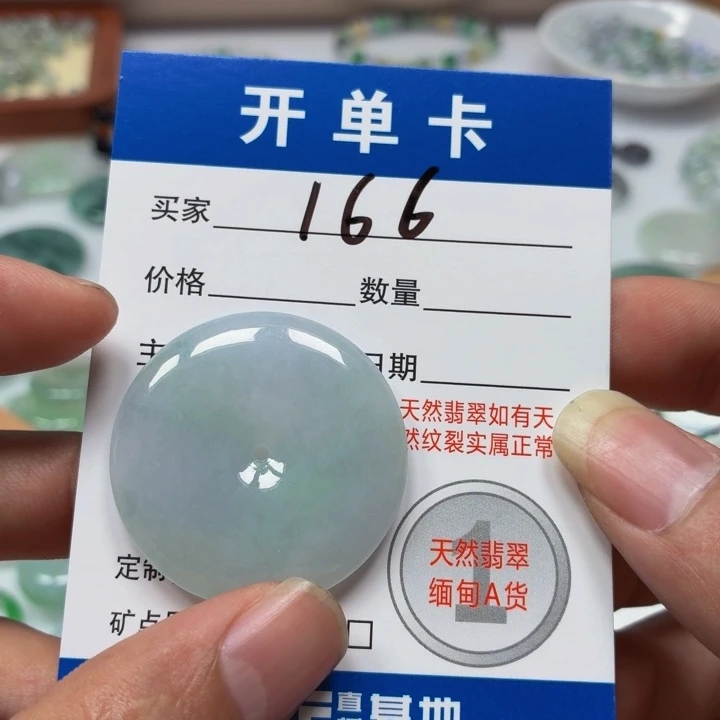 开单卡
买家 166
价格 数量
日期
天然翡翠如有天
然纹裂实属正常
1
天然翡翠
缅甸A货
定制
矿点
基地